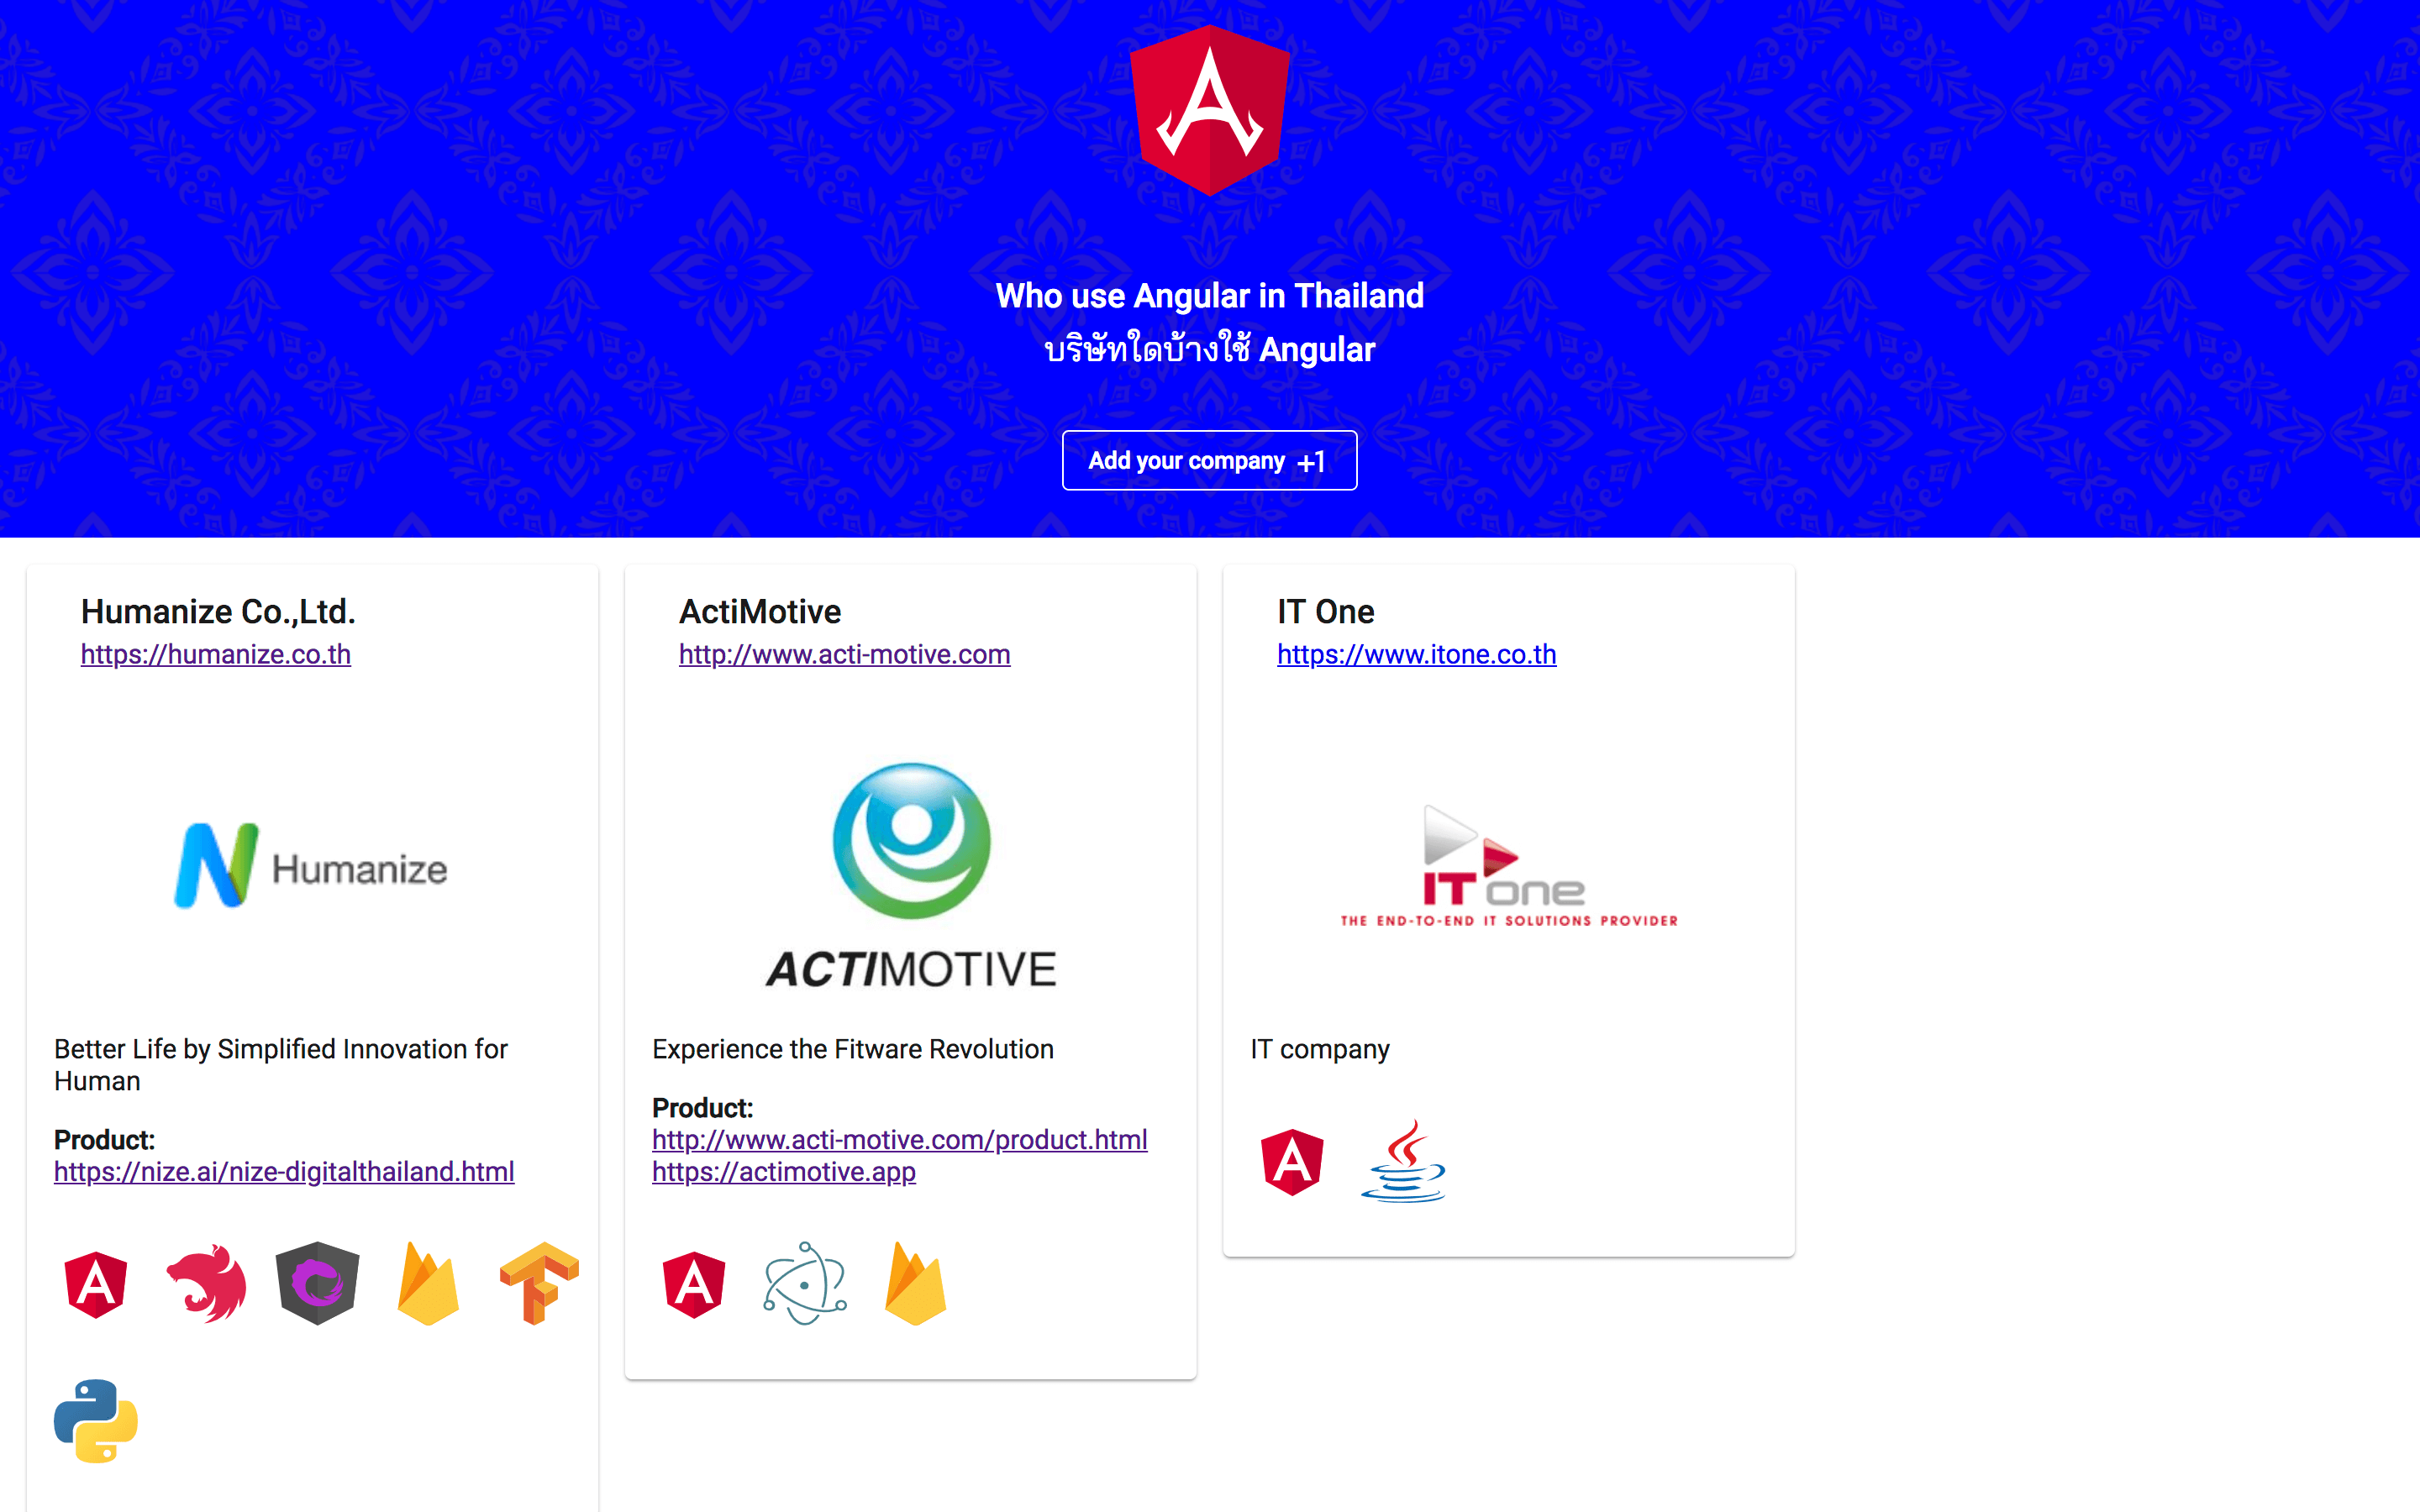 Who use Angular in Thailand
บริษัทใดบ้างใช้ Angular
Add your company +1
Humanize Co.,Ltd.
https://humanize.co.th
Humanize
Better Life by Simplified Innovation for
Human
Product:
https://nize.ai/nize-digitalthailand.html
ActiMotive
http://www.acti-motive.com
ACTIMOTIVE
Experience the Fitware Revolution
Product:
http://www.acti-motive.com/product.html
https://actimotive.app
IT One
https://www.itone.co.th
IT one
THE END-TO-END IT SOLUTIONS PROVIDER
IT company